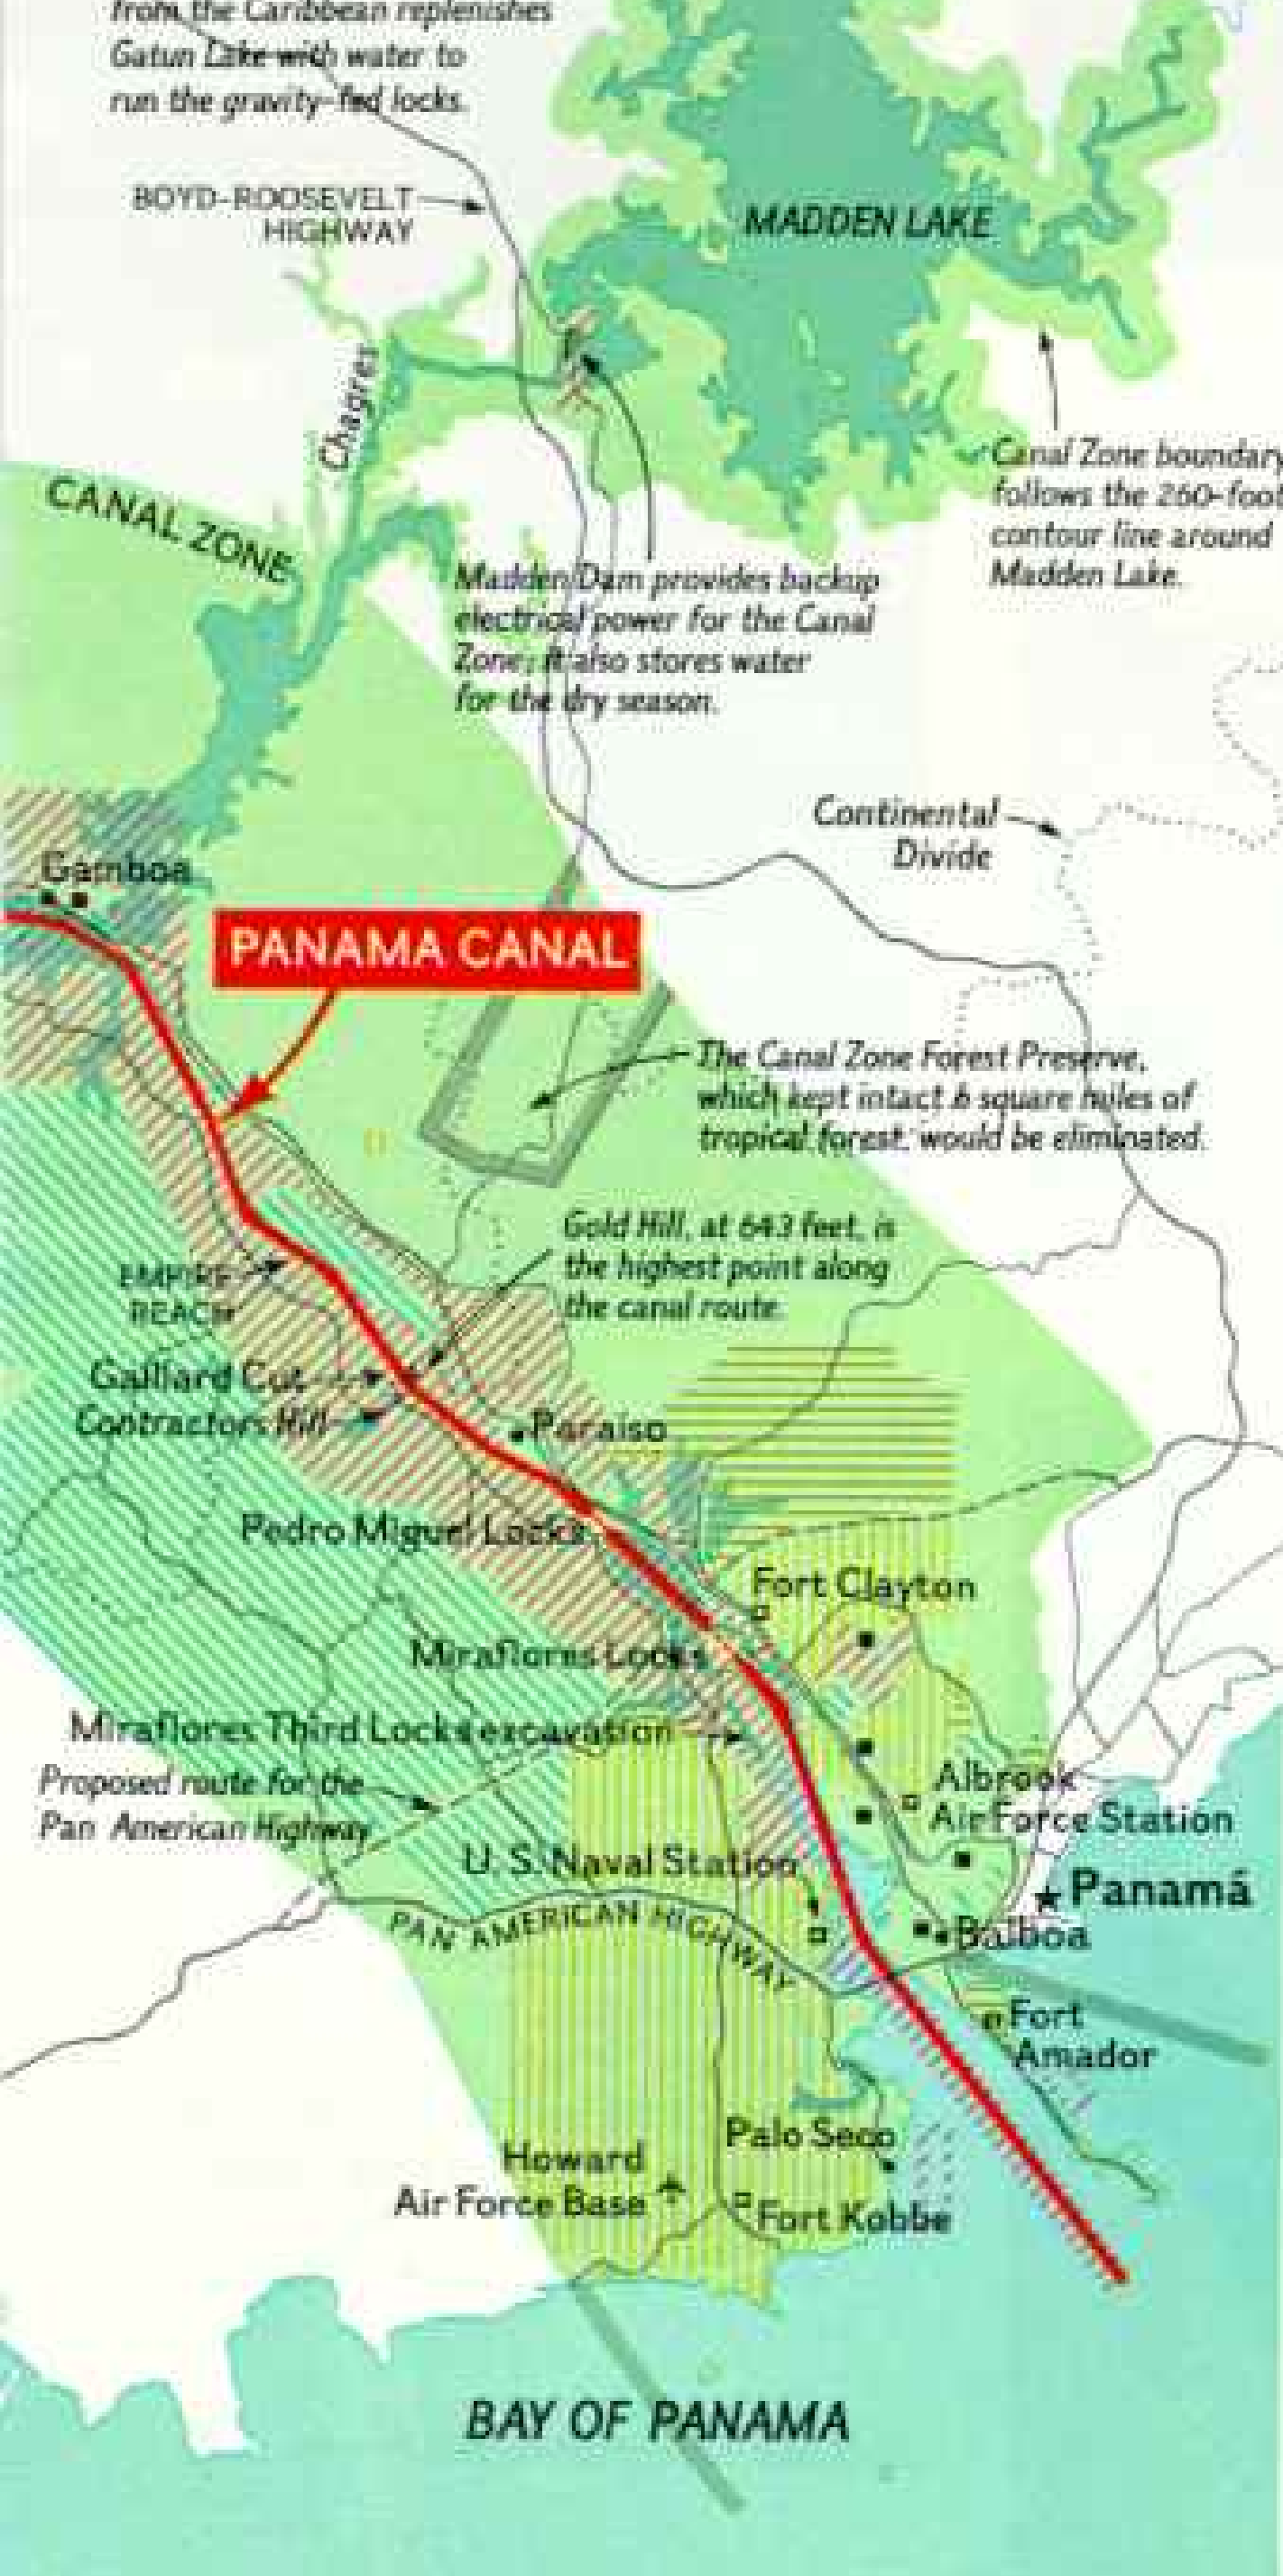 from the Caribbean replenishes
Gatun Lake with water to
run the gravity-fed locks.
BOYD-ROOSEVELT
HIGHWAY
MADDEN LAKE
Chagres
CANAL ZONE
Canal Zone boundary
follows the 260-foot
contour line around
Madden Lake.
Madden Dam provides backup
electrical power for the Canal
Zone; it also stores water
for the dry season.
Continental
Divide
Gamboa
PANAMA CANAL
The Canal Zone Forest Preserve,
which kept intact 6 square miles of
tropical forest, would be eliminated.
Gold Hill, at 643 feet, is
the highest point along
the canal route.
EMPIRE
REACH
Gaillard Cut
Contractors Hill
Paraiso
Pedro Miguel Locks
Fort Clayton
Miraflores Locks
Miraflores Third Locks excavation
Proposed route for the
Pan American Highway
Albrook
Air Force Station
U. S. Naval Station
Panamá
PAN AMERICAN HIGHWAY
Balboa
Fort
Amador
Palo Seco
Howard
Air Force Base
Fort Kobbe
BAY OF PANAMA